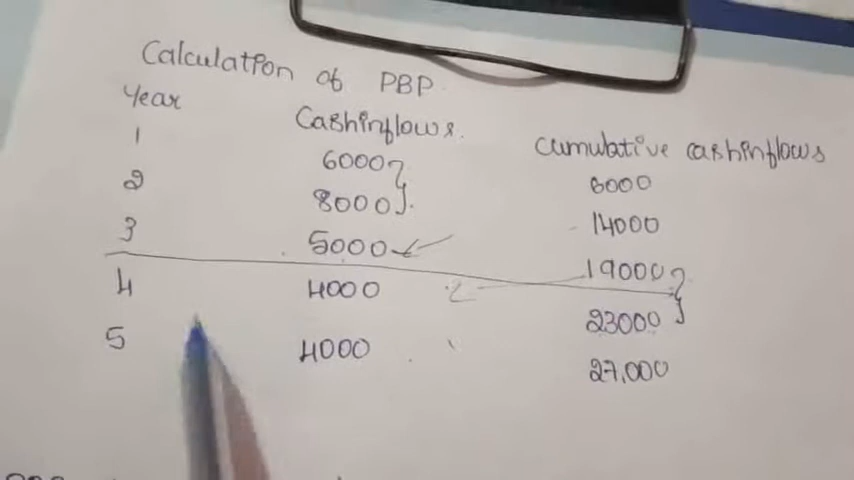 Calculation of PBP
Year Cashinflows. Cumulative cashinflows
1 6000 6000
2 8000 14000
3 5000 19000
4 4000 23000
5 4000 27,000